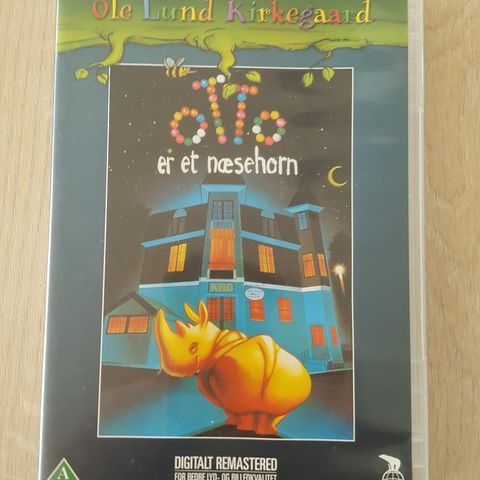 Ole Lund Kirkegaard
OTTO
er et næsehorn
KRO
DIGITALT REMASTERED
FOR BEDRE LYD- OG BILLEDKVALITET
A